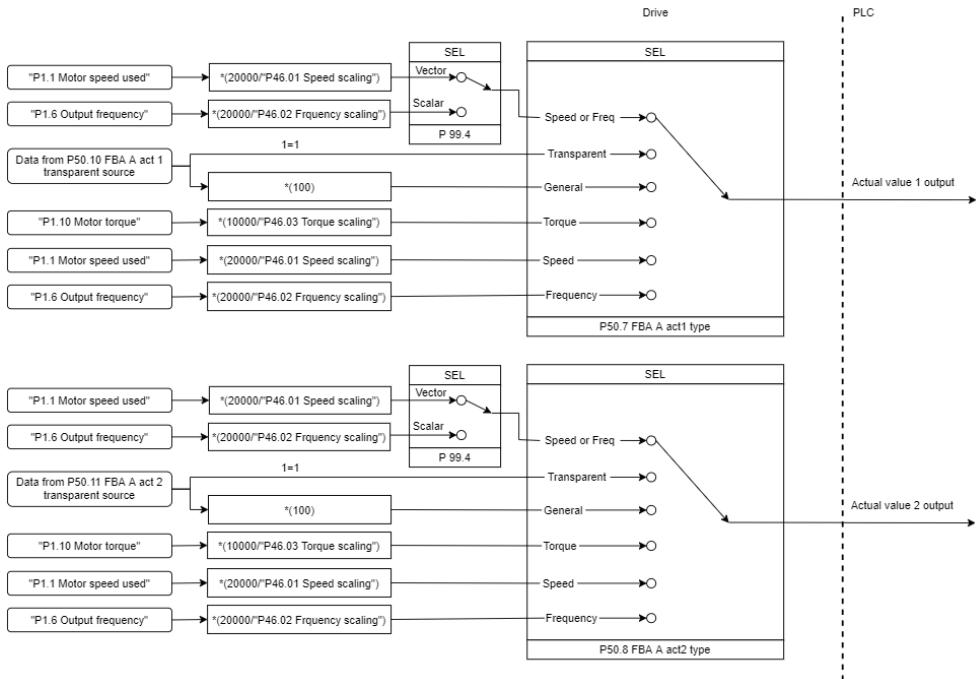 Drive
PLC
SEL
SEL
"P1.1 Motor speed used"
*(20000/"P46.01 Speed scaling")
Vector
"P1.6 Output frequency"
*(20000/"P46.02 Frquency scaling")
Scalar
P 99.4
Speed or Freq
1=1
Data from P50.10 FBA A act 1
transparent source
Transparent
*(100)
General
Actual value 1 output
"P1.10 Motor torque"
*(10000/"P46.03 Torque scaling")
Torque
"P1.1 Motor speed used"
*(20000/"P46.01 Speed scaling")
Speed
"P1.6 Output frequency"
*(20000/"P46.02 Frquency scaling")
Frequency
P50.7 FBA A act1 type
SEL
SEL
"P1.1 Motor speed used"
*(20000/"P46.01 Speed scaling")
Vector
"P1.6 Output frequency"
*(20000/"P46.02 Frquency scaling")
Scalar
P 99.4
Speed or Freq
1=1
Data from P50.11 FBA A act 2
transparent source
Transparent
*(100)
General
Actual value 2 output
"P1.10 Motor torque"
*(10000/"P46.03 Torque scaling")
Torque
"P1.1 Motor speed used"
*(20000/"P46.01 Speed scaling")
Speed
"P1.6 Output frequency"
*(20000/"P46.02 Frquency scaling")
Frequency
P50.8 FBA A act2 type